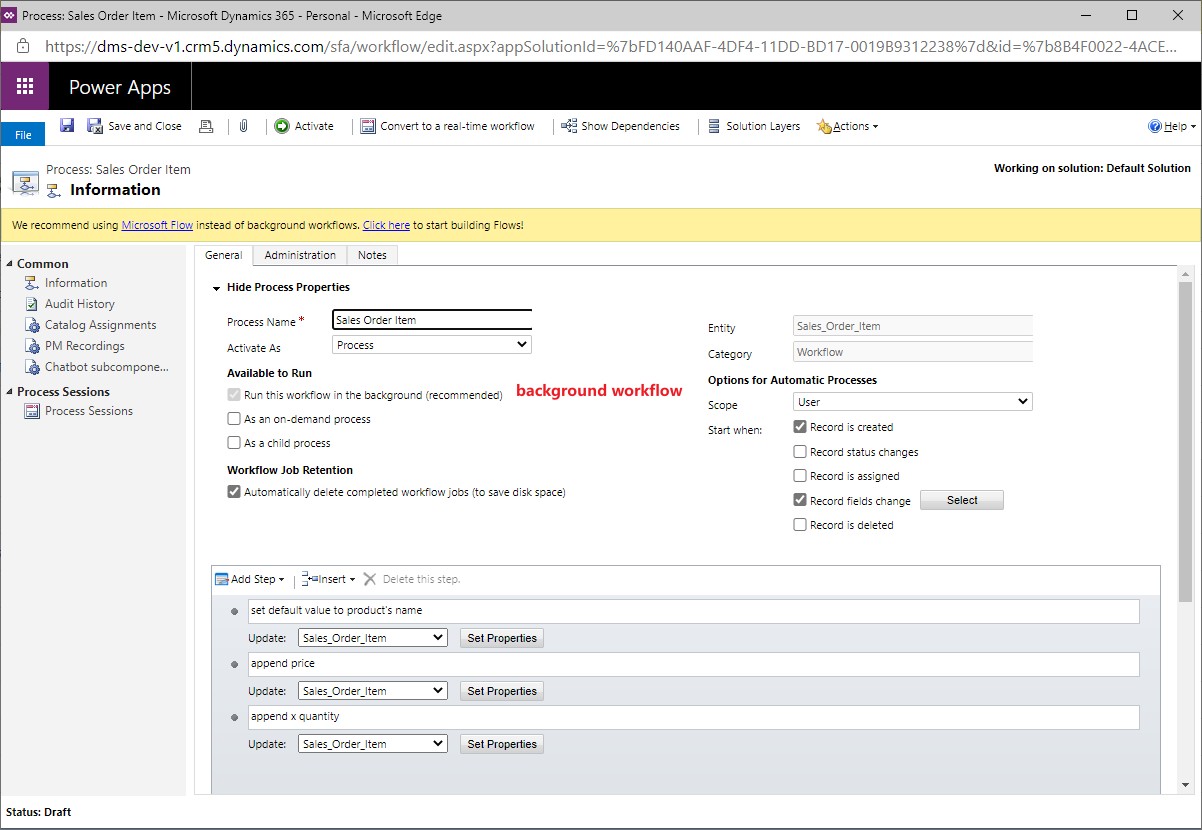 Process: Sales Order Item - Microsoft Dynamics 365 - Personal - Microsoft Edge
https://dms-dev-v1.crm5.dynamics.com/sfa/workflow/edit.aspx?appSolutionId=%7bFD140AAF-4DF4-11DD-BD17-0019B9312238%7d&id=%7b8B4F0022-4ACE...
Power Apps
File
Save and Close
Activate
Convert to a real-time workflow
Show Dependencies
Solution Layers
Actions
Help
Process: Sales Order Item
Information
Working on solution: Default Solution
We recommend using Microsoft Flow instead of background workflows. Click here to start building Flows!
Common
Information
Audit History
Catalog Assignments
PM Recordings
Chatbot subcompone...
Process Sessions
Process Sessions
General
Administration
Notes
Hide Process Properties
Process Name *
Sales Order Item
Activate As
Process
Available to Run
Run this workflow in the background (recommended)
background workflow
As an on-demand process
As a child process
Workflow Job Retention
Automatically delete completed workflow jobs (to save disk space)
Entity
Sales_Order_Item
Category
Workflow
Options for Automatic Processes
Scope
User
Start when:
Record is created
Record status changes
Record is assigned
Record fields change
Select
Record is deleted
Add Step
Insert
Delete this step.
set default value to product's name
Update: Sales_Order_Item Set Properties
append price
Update: Sales_Order_Item Set Properties
append x quantity
Update: Sales_Order_Item Set Properties
Status: Draft